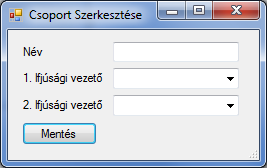 Csoport Szerkesztése
Név
1. Ifjúsági vezető
2. Ifjúsági vezető
Mentés